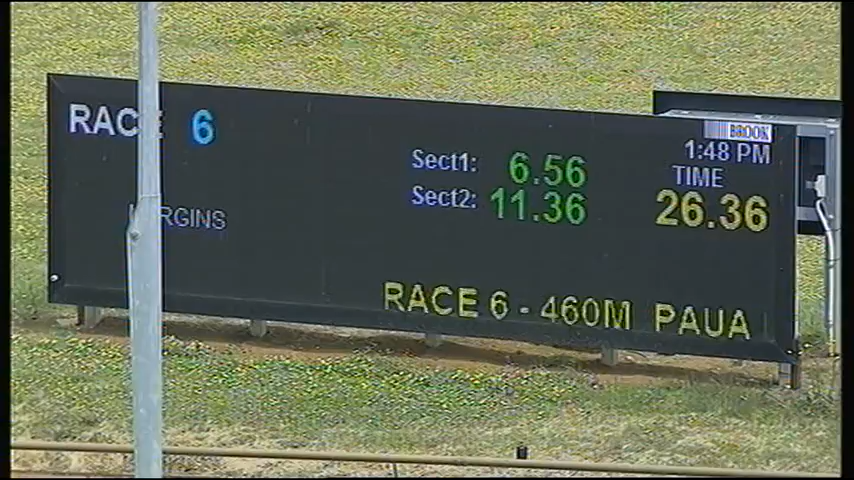 RACE 6
BROOK
1:48 PM
Sect1: 6.56
TIME
Sect2: 11.36
26.36
MARGINS
RACE 6 - 460M PAUA